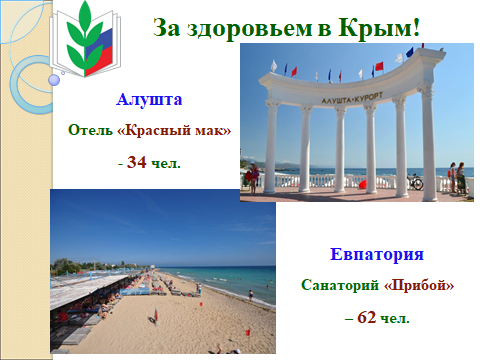 За здоровьем в Крым!
Алушта
Отель «Красный мак»
- 34 чел.
АЛУШТА-КУРОРТ
Евпатория
Санаторий «Прибой»
– 62 чел.